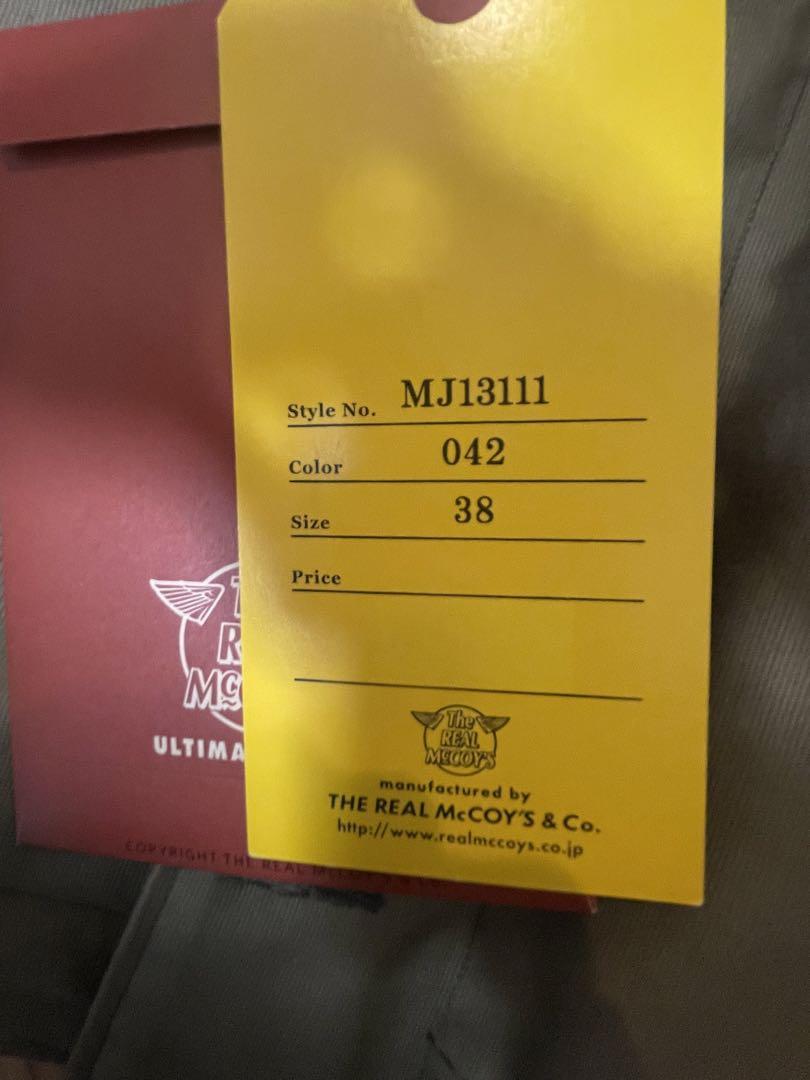 Style No. MJ13111
Color 042
Size 38
Price
The
REAL
McCOY'S
manufactured by
THE REAL McCOY'S & Co.
http://www.realmccoys.co.jp
T
R
McC
ULTIMA
COPYRIGHT THE REAL